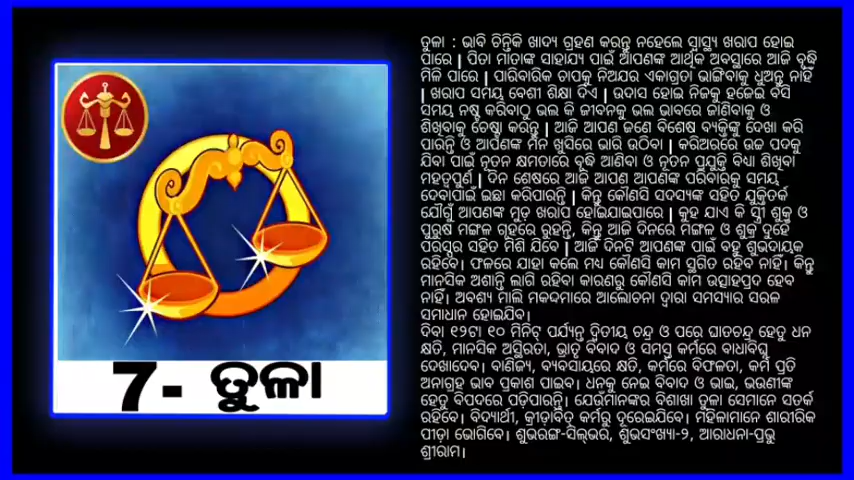 7- ତୁଳା
ତୁଳା : ଭାବି ଚିନ୍ତିକି ଖାଦ୍ୟ ଗ୍ରହଣ କରନ୍ତୁ ନହେଲେ ସ୍ୱାସ୍ଥ୍ୟ ଖରାପ ହୋଇ
ପାରେ | ପିତା ମାତାଙ୍କ ସାହାଯ୍ୟ ପାଇଁ ଆପଣଙ୍କ ଆର୍ଥିକ ଅବସ୍ଥାରେ ଆଜି ବୃଦ୍ଧି
ମିଳି ପାରେ | ପାରିବାରିକ ଚାପକୁ ନିଅଯର ଏକାଗ୍ରତା ଭାଙ୍ଗିବାକୁ ଧିଅନ୍ତୁ ନାହିଁ
| ଖରାପ ସମୟ ବେଶୀ ଶିକ୍ଷା ଦିଏ | ଉଦାସ ହୋଇ ନିଜକୁ ହଜେଇ ବସି
ସମୟ ନଷ୍ଟ କରିବାଠୁ ଭଲ କି ଜୀବନକୁ ଭଲ ଭାବରେ ଜାଣିବାକୁ ଓ
ଶିଖିବାକୁ ଚେଷ୍ଟା କରନ୍ତୁ | ଆଜି ଆପଣ ଜଣେ ବିଶେଷ ବ୍ୟକ୍ତିଙ୍କୁ ଦେଖା କରି
ପାରନ୍ତି ଓ ଆପଣଙ୍କ ମନ ଖୁସିରେ ଭାରି ଉଠିବା | କରିଅରରେ ଉଚ୍ଚ ପଦକୁ
ଯିବା ପାଇଁ ନୂତନ କ୍ଷମତାରେ ବୃଦ୍ଧି ଆଣିବା ଓ ନୂତନ ପ୍ରଯୁକ୍ତି ବିଧ୍ୟା ଶିଖିବା
ମହତ୍ୱପୂର୍ଣ | ଦିନ ଶେଷରେ ଆଜି ଆପଣ ଆପଣଙ୍କ ପରିବାରକୁ ସମୟ
ଦେବାପାଇଁ ଇଛା କରିପାରନ୍ତି | କିନ୍ତୁ କୌଣସି ସଦସ୍ୟଙ୍କ ସହିତ ଯୁକ୍ତିତର୍କ
ଯୋଗୁଁ ଆପଣଙ୍କ ମୁଡ଼ ଖରାପ ହୋଇଯାଇପାରେ | କୁହ ଯାଏ କି ସ୍ତ୍ରୀ ଶୁକ୍ର ଓ
ପୁରୁଷ ମଙ୍ଗଳ ଗୃହରେ ରୁହନ୍ତି, କିନ୍ତୁ ଆଜି ଦିନରେ ମଙ୍ଗଳ ଓ ଶୁକ୍ର ଦୁହେଁ
ପରସ୍ପର ସହିତ ମିଶି ଯିବେ | ଆଜି ଦିନଟି ଆପଣଙ୍କ ପାଇଁ ବହୁ ଶୁଭଦାୟକ
ରହିବେ। ଫଳରେ ଯାହା କଲେ ମଧ୍ୟ କୌଣସି କାମ ସ୍ଥଗିତ ରହିବ ନାହିଁ। କିନ୍ତୁ
ମାନସିକ ଅଶାନ୍ତି ଲାଗି ରହିବା କାରଣରୁ କୌଣସି କାମ ଉତ୍ସାହପ୍ରଦ ହେବ
ନାହିଁ। ଅବଶ୍ୟ ମାଲି ମକଦ୍ଦମାରେ ଆଲୋଚନା ଦ୍ୱାରା ସମସ୍ୟାର ସରଳ
ସମାଧାନ ହୋଇଯିବ।
ଦିବା ୧୨ଟା ୧୦ ମିନିଟ୍ ପର୍ଯ୍ୟନ୍ତ ଦ୍ୱିତୀୟ ଚନ୍ଦ୍ର ଓ ପରେ ଘାତଚନ୍ଦ୍ର ହେତୁ ଧନ
କ୍ଷତି, ମାନସିକ ଅସ୍ଥିରତା, ଭ୍ରାତୃ ବିବାଦ ଓ ସମସ୍ତ କର୍ମରେ ବାଧାବିଘ୍ନ
ଦେଖାଦେବ। ବାଣିଜ୍ୟ, ବ୍ୟବସାୟରେ କ୍ଷତି, କର୍ମରେ ବିଫଳତା, କର୍ମ ପ୍ରତି
ଅନାଗ୍ରହ ଭାବ ପ୍ରକାଶ ପାଇବ। ଧନକୁ ନେଇ ବିବାଦ ଓ ଭାଇ, ଭଉଣୀଙ୍କ
ହେତୁ ବିପଦରେ ପଡ଼ିପାରନ୍ତି। ଯେଉଁମାନଙ୍କର ବିଶାଖା ତୁଳା ସେମାନେ ସତର୍କ
ରହିବେ। ବିଦ୍ୟାର୍ଥୀ, କ୍ରୀଡ଼ାବିତ୍ କର୍ମରୁ ଦୂରେଇଯିବେ। ମହିଳାମାନେ ଶାରୀରିକ
ପୀଡ଼ା ଭୋଗିବେ। ଶୁଭରଙ୍ଗ-ସିଲ୍‌ଭର, ଶୁଭସଂଖ୍ୟା-୨, ଆରାଧନା-ପ୍ରଭୁ
ଶ୍ରୀରାମ।